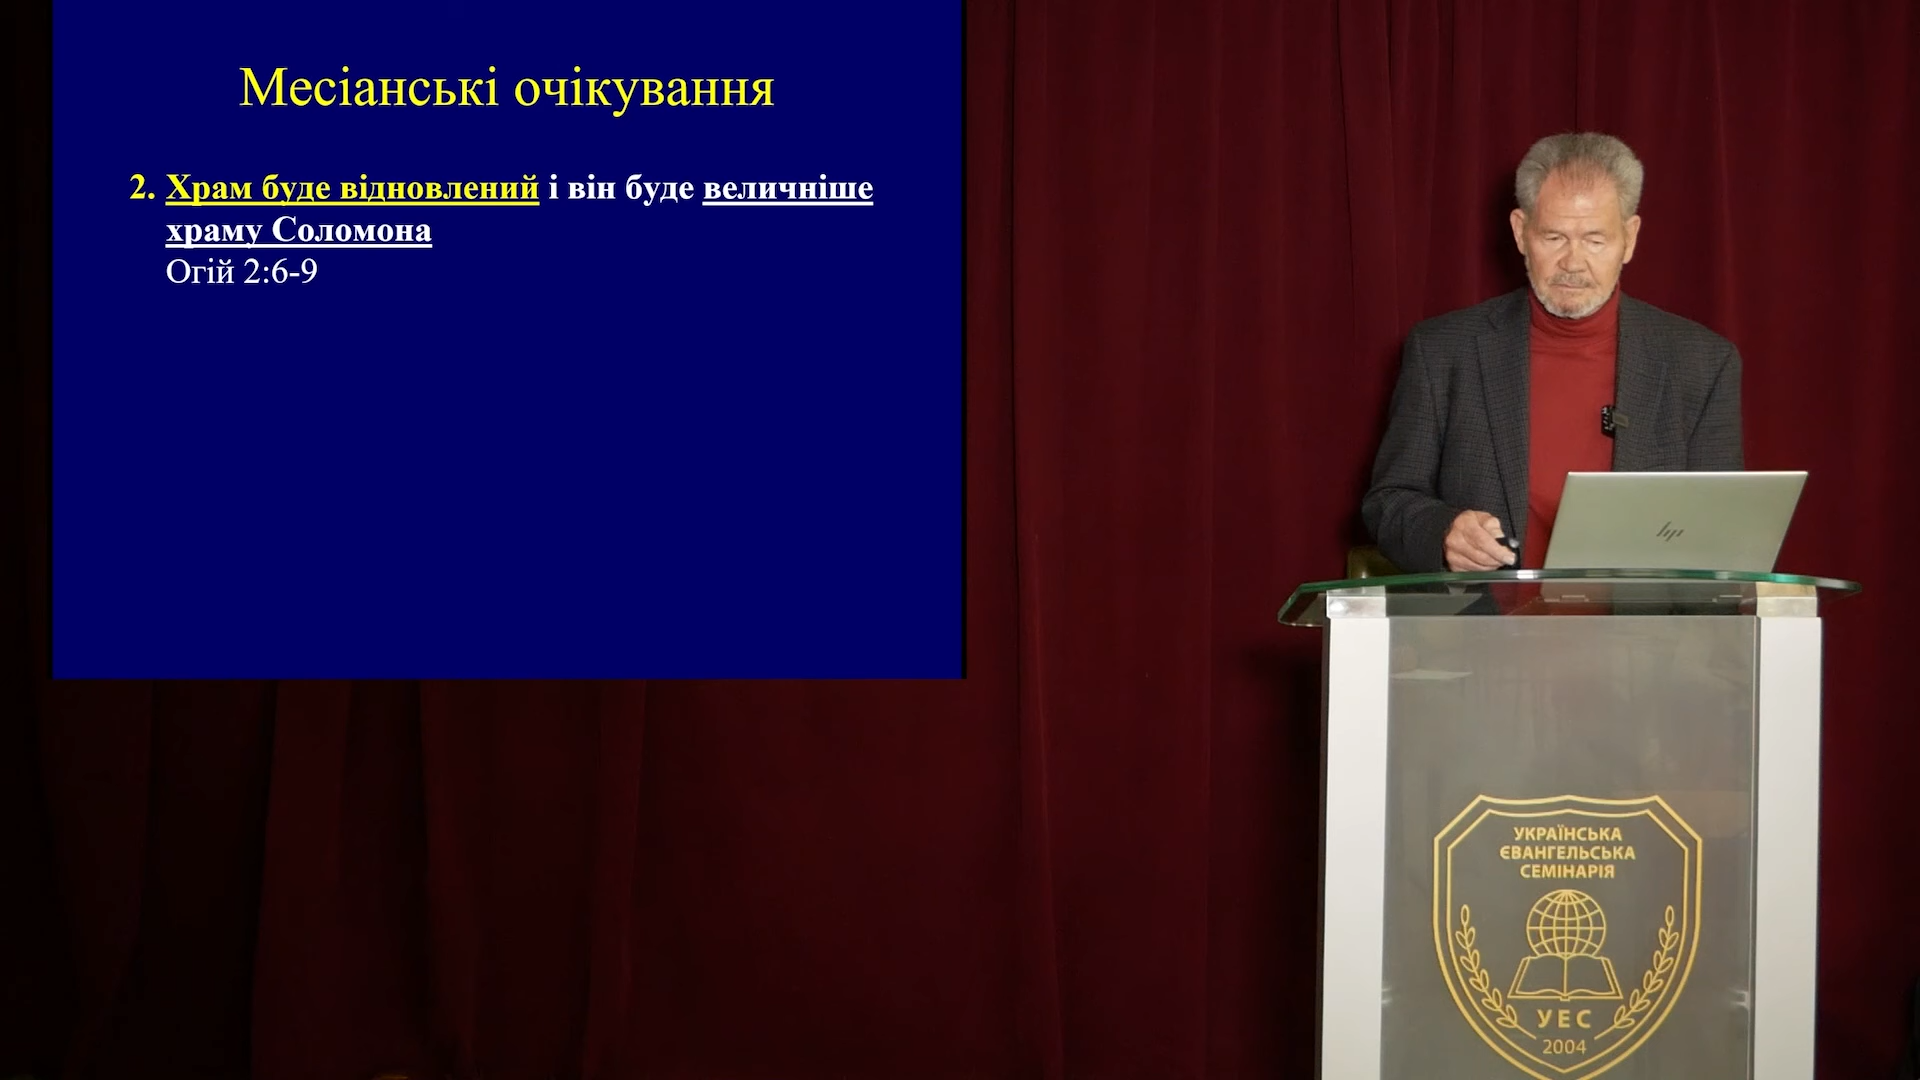 Месіанські очікування
2. Храм буде відновлений і він буде величніше
храму Соломона
Огій 2:6-9
hp
УКРАЇНСЬКА
ЄВАНГЕЛЬСЬКА
СЕМІНАРІЯ
УЕС
2004